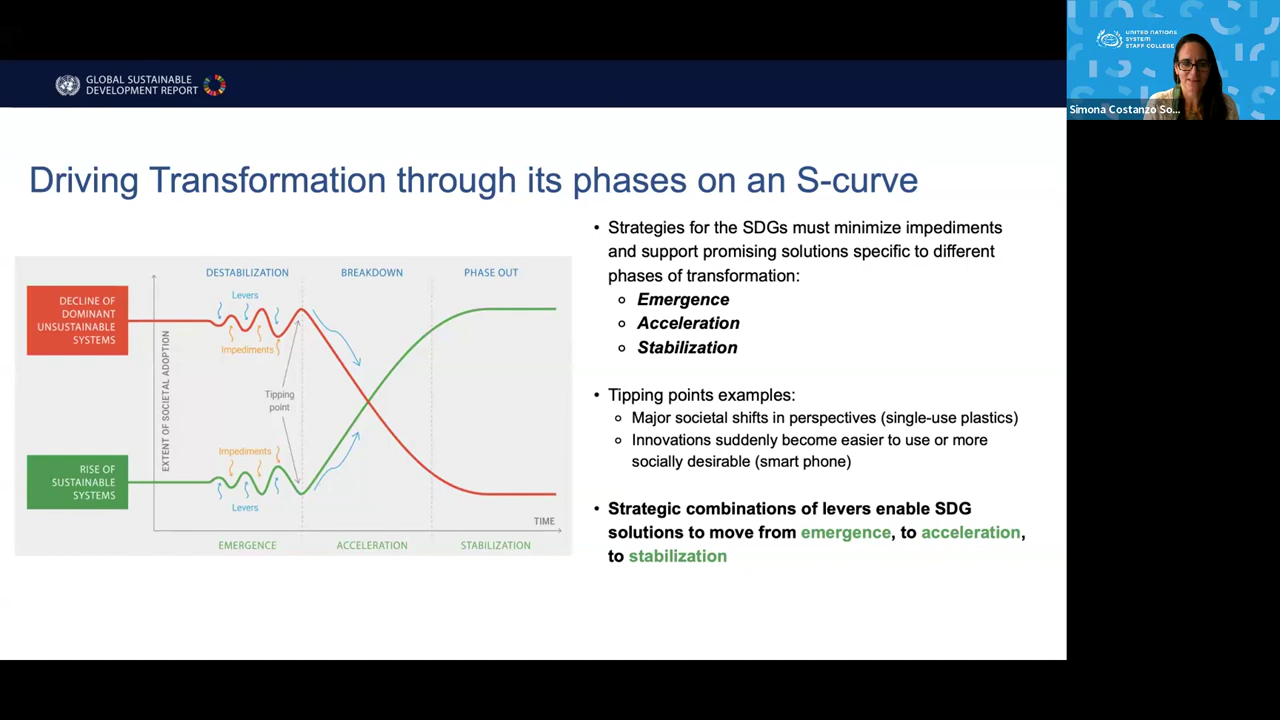 GLOBAL SUSTAINABLE
DEVELOPMENT REPORT
UNITED NATIONS
SYSTEM
STAFF COLLEGE
Simona Costanzo So...
Driving Transformation through its phases on an S-curve
DESTABILIZATION
BREAKDOWN
PHASE OUT
DECLINE OF
DOMINANT
UNSUSTAINABLE
SYSTEMS
Levers
Impediments
EXTENT OF SOCIETAL ADOPTION
Tipping
point
RISE OF
SUSTAINABLE
SYSTEMS
Impediments
Levers
TIME
EMERGENCE
ACCELERATION
STABILIZATION
• Strategies for the SDGs must minimize impediments
and support promising solutions specific to different
phases of transformation:
○ Emergence
○ Acceleration
○ Stabilization
• Tipping points examples:
○ Major societal shifts in perspectives (single-use plastics)
○ Innovations suddenly become easier to use or more
socially desirable (smart phone)
• Strategic combinations of levers enable SDG
solutions to move from emergence, to acceleration,
to stabilization